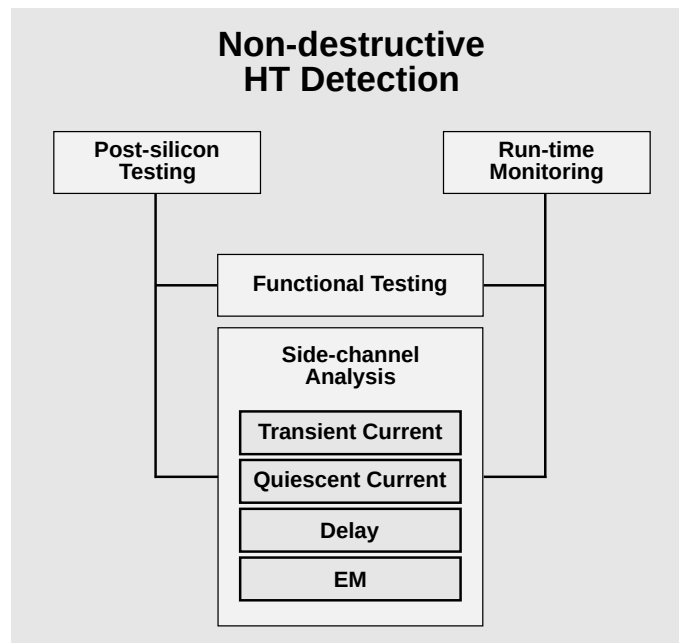 Non-destructive
HT Detection
Post-silicon
Testing
Run-time
Monitoring
Functional Testing
Side-channel
Analysis
Transient Current
Quiescent Current
Delay
EM